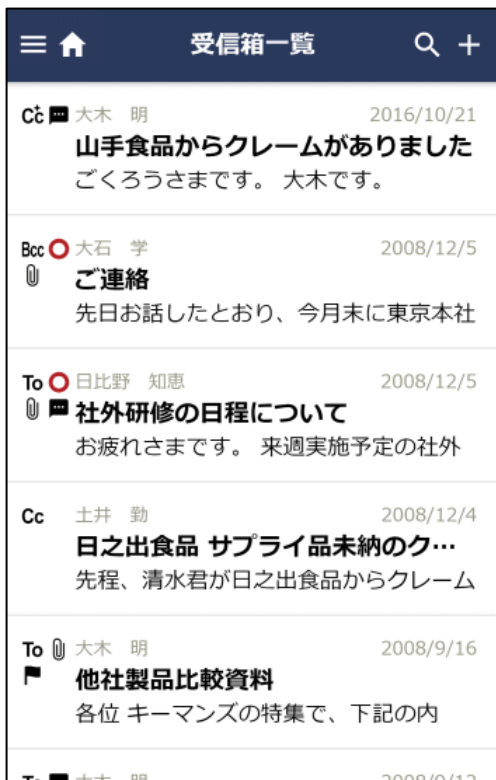 受信箱一覧
Cc 大木 明 2016/10/21
山手食品からクレームがありました
ごくろうさまです。 大木です。
Bcc 大石 学 2008/12/5
ご連絡
先日お話したとおり、今月末に東京本社
To 日比野 知恵 2008/12/5
社外研修の日程について
お疲れさまです。 来週実施予定の社外
Cc 土井 勤 2008/12/4
日之出食品 サプライ品未納のク…
先程、清水君が日之出食品からクレーム
To 大木 明 2008/9/16
他社製品比較資料
各位 キーマンズの特集で、下記の内